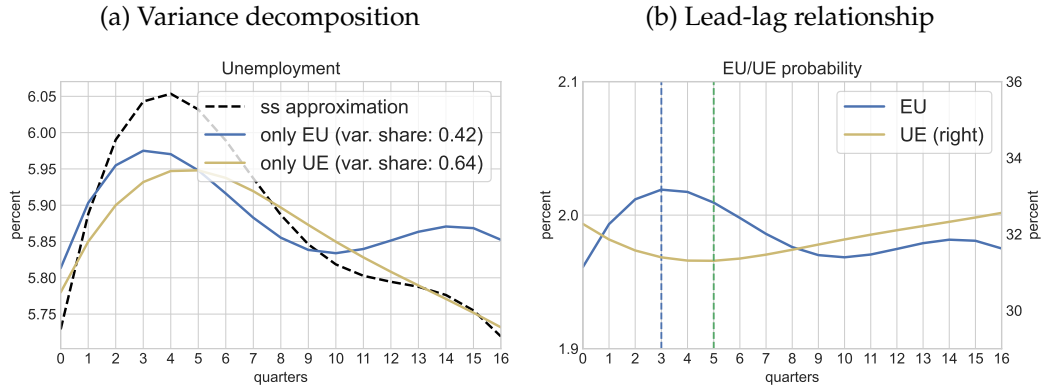 (a) Variance decomposition
Unemployment
percent
6.05
6.00
5.95
5.90
5.85
5.80
5.75
ss approximation
only EU (var. share: 0.42)
only UE (var. share: 0.64)
0 1 2 3 4 5 6 7 8 9 10 11 12 13 14 15 16
quarters
(b) Lead-lag relationship
EU/UE probability
percent
2.1
2.0
1.9
EU
UE (right)
36
34
32
30
percent
0 1 2 3 4 5 6 7 8 9 10 11 12 13 14 15 16
quarters